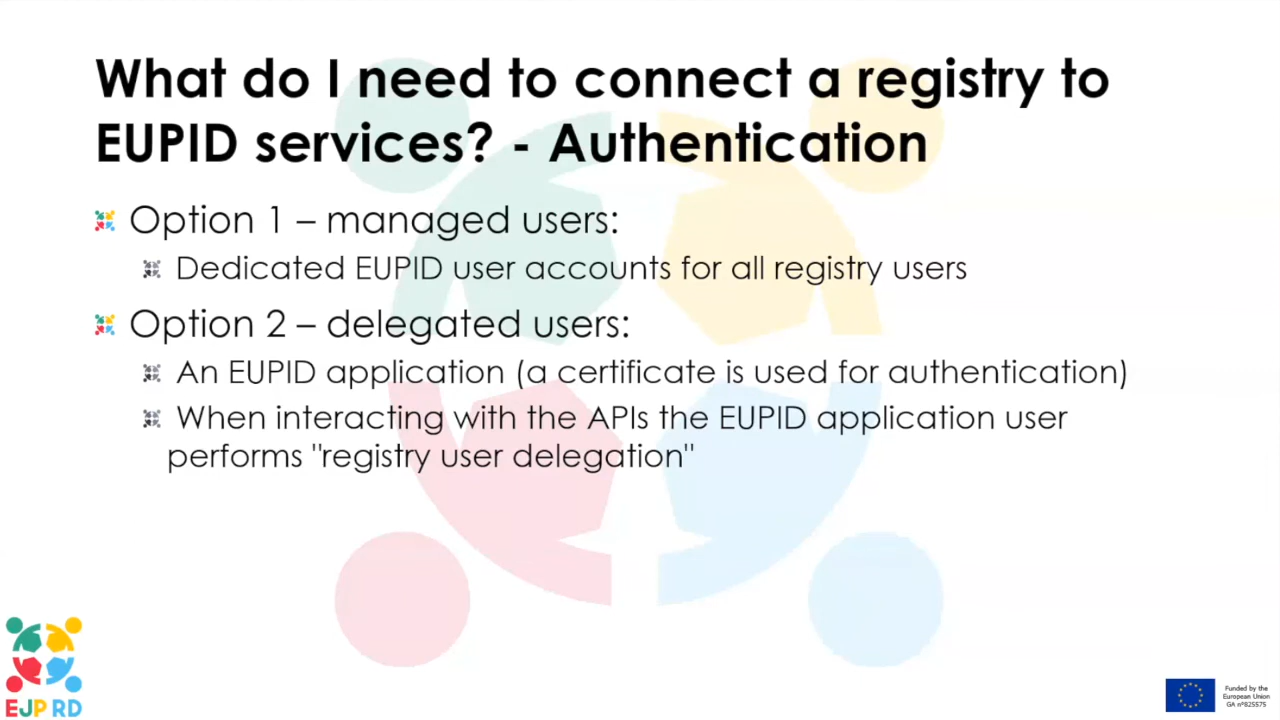 What do I need to connect a registry to
EUPID services? - Authentication
Option 1 – managed users:
Dedicated EUPID user accounts for all registry users
Option 2 – delegated users:
An EUPID application (a certificate is used for authentication)
When interacting with the APIs the EUPID application user
performs "registry user delegation"
EJP RD
Funded by the
European Union
GA nº825575